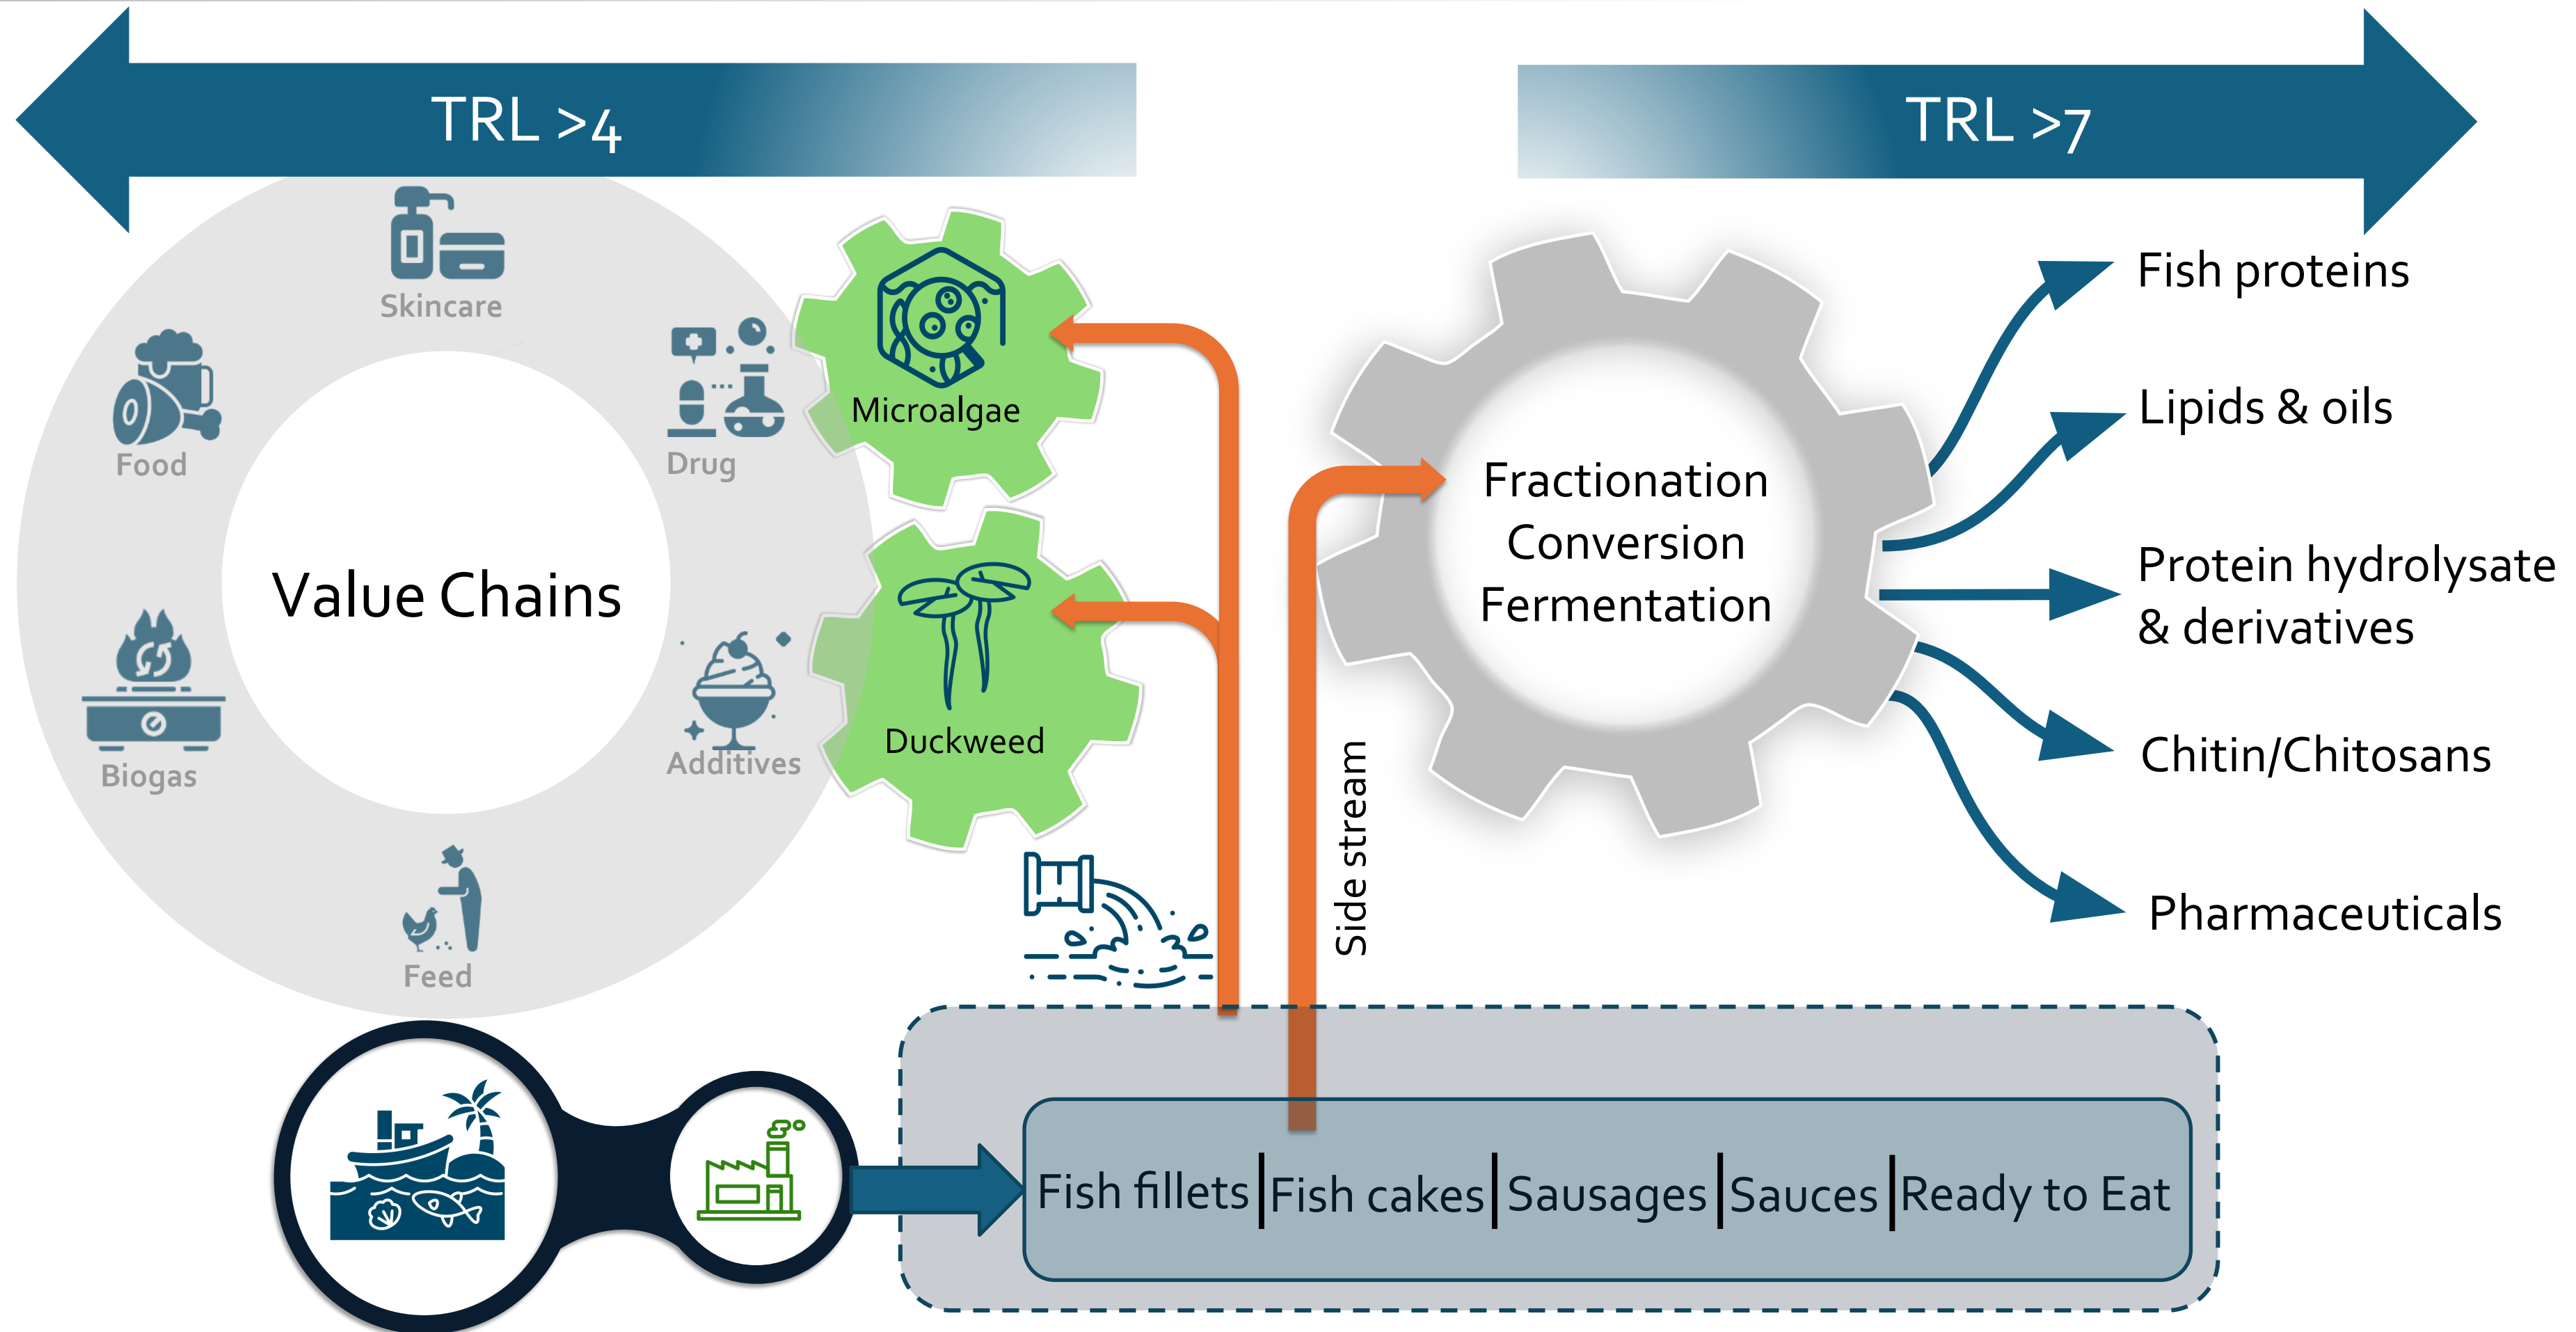 TRL >4
TRL >7
Skincare
Food
Drug
Value Chains
Biogas
Additives
Feed
Microalgae
Duckweed
Side stream
Fractionation
Conversion
Fermentation
Fish proteins
Lipids & oils
Protein hydrolysate
& derivatives
Chitin/Chitosans
Pharmaceuticals
Fish fillets | Fish cakes | Sausages | Sauces | Ready to Eat